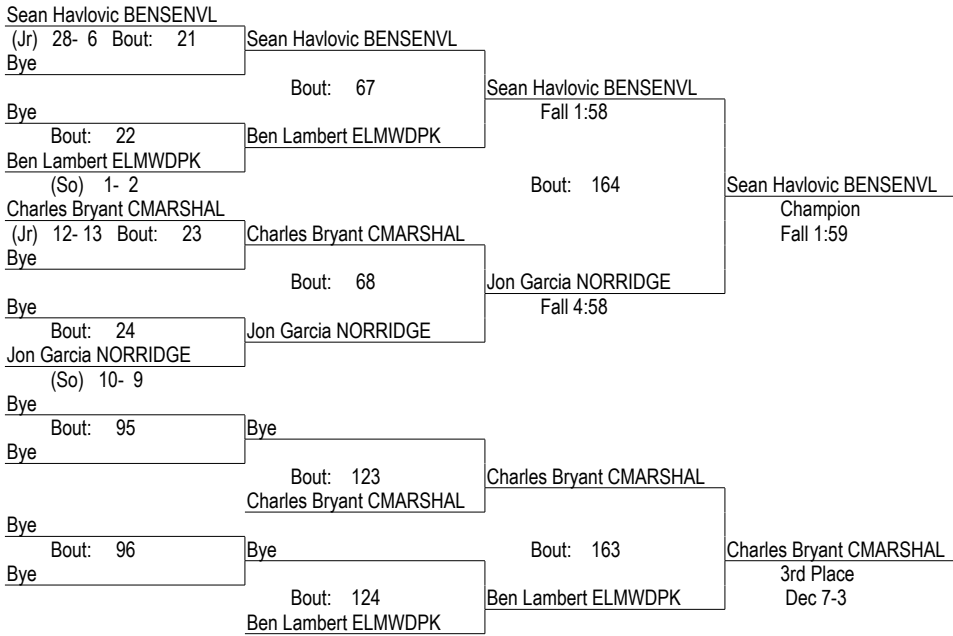 Sean Havlovic BENSENVL
(Jr) 28- 6 Bout: 21 Sean Havlovic BENSENVL
Bye
Bout: 67 Sean Havlovic BENSENVL
Bye Fall 1:58
Bout: 22 Ben Lambert ELMWDPK
Ben Lambert ELMWDPK
(So) 1- 2 Bout: 164 Sean Havlovic BENSENVL
Charles Bryant CMARSHAL Champion
(Jr) 12- 13 Bout: 23 Charles Bryant CMARSHAL Fall 1:59
Bye
Bout: 68 Jon Garcia NORRIDGE
Bye Fall 4:58
Bout: 24 Jon Garcia NORRIDGE
Jon Garcia NORRIDGE
(So) 10- 9
Bye
Bout: 95 Bye
Bye
Bout: 123 Charles Bryant CMARSHAL
Charles Bryant CMARSHAL
Bye
Bout: 96 Bye Bout: 163 Charles Bryant CMARSHAL
Bye 3rd Place
Bout: 124 Ben Lambert ELMWDPK Dec 7-3
Ben Lambert ELMWDPK